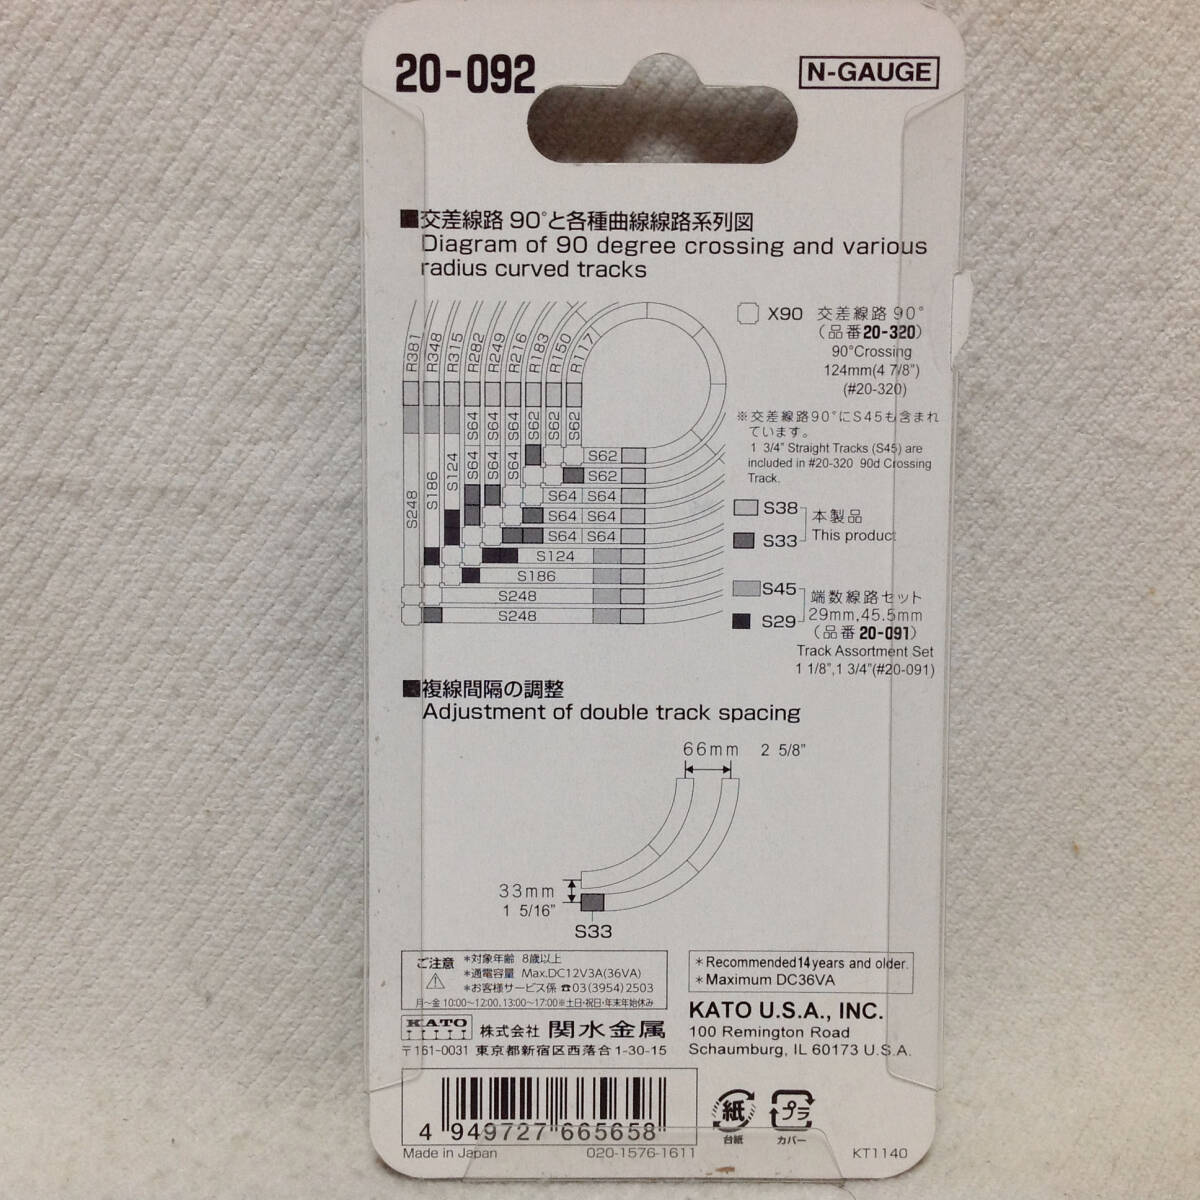 20-092
N-GAUGE
■交差線路 90°と各種曲線線路系列図
Diagram of 90 degree crossing and various
radius curved tracks
R381
R348
R315
R282
R249
R216
R183
R150
R117
S64
S64
S64
S62
S62
S62
S64
S64
S64
S124
S186
S248
S62
S62
S64 S64
S64 S64
S64 S64
S124
S186
S248
S248
X90 交差線路90°
(品番20-320)
90°Crossing
124mm(4 7/8")
(#20-320)
※交差線路90°にS45も含まれ
ています。
1 3/4" Straight Tracks (S45) are
included in #20-320 90d Crossing
Track.
S38
S33
本製品
This product
S45
S29
端数線路セット
29mm,45.5mm
(品番20-091)
Track Assortment Set
1 1/8",1 3/4"(#20-091)
■複線間隔の調整
Adjustment of double track spacing
66mm 2 5/8"
33mm
1 5/16"
S33
ご注意
*対象年齢 8歳以上
*通電容量 Max.DC12V3A(36VA)
*お客様サービス係 ☎03(3954)2503
月〜金 10:00〜12:00, 13:00〜17:00※土日・祝日・年末年始休み
*Recommended14years and older.
*Maximum DC36VA
KATO 株式会社 関水金属
〒161-0031 東京都新宿区西落合1-30-15
KATO U.S.A., INC.
100 Remington Road
Schaumburg, IL 60173 U.S.A.
4 949727 665658
Made in Japan
020-1576-1611
紙
台紙
プラ
カバー
KT1140